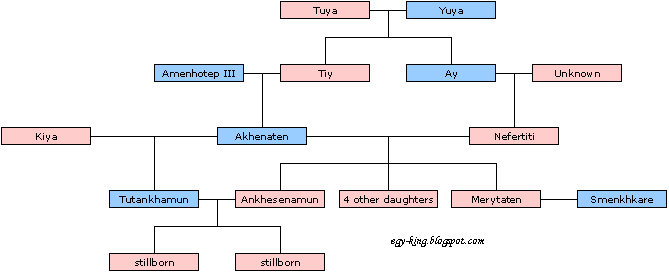 Tuya
Yuya
Amenhotep III
Tiy
Ay
Unknown
Kiya
Akhenaten
Nefertiti
Tutankhamun
Ankhesenamun
4 other daughters
Merytaten
Smenkhkare
egy-king.blogspot.com
stillborn
stillborn